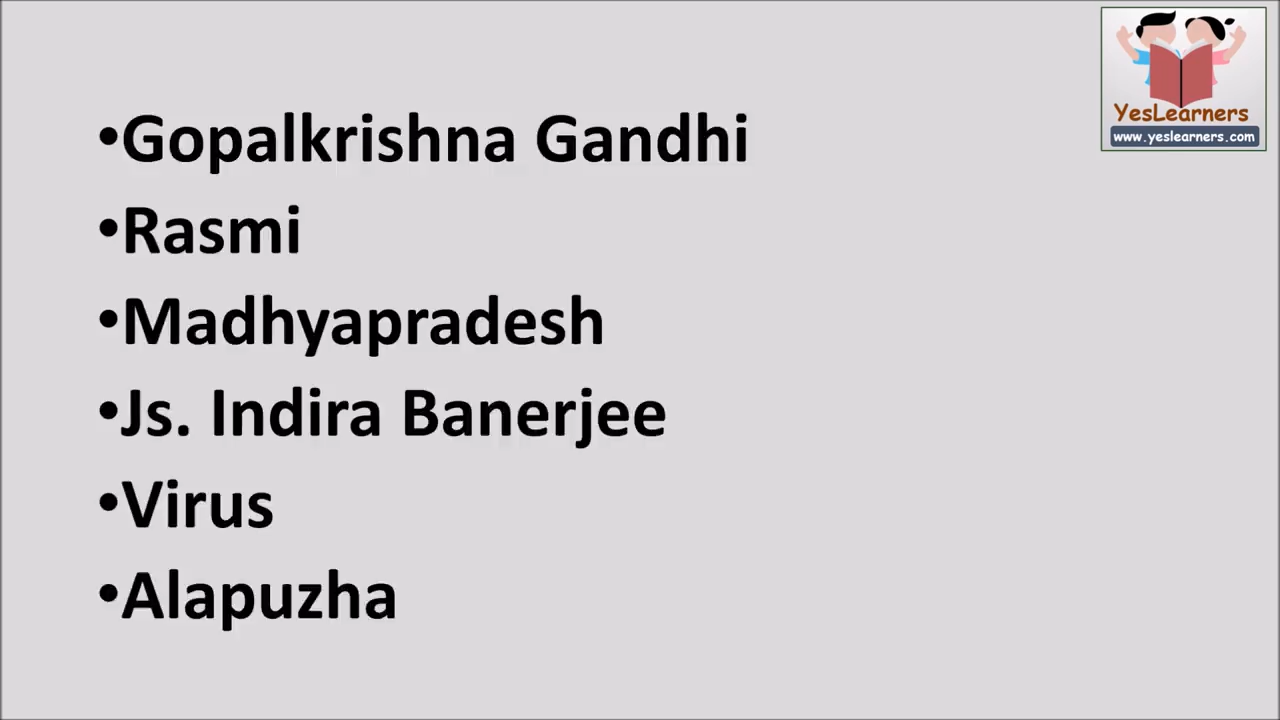 •Gopalkrishna Gandhi
•Rasmi
•Madhyapradesh
•Js. Indira Banerjee
•Virus
•Alapuzha
YesLearners
www.yeslearners.com